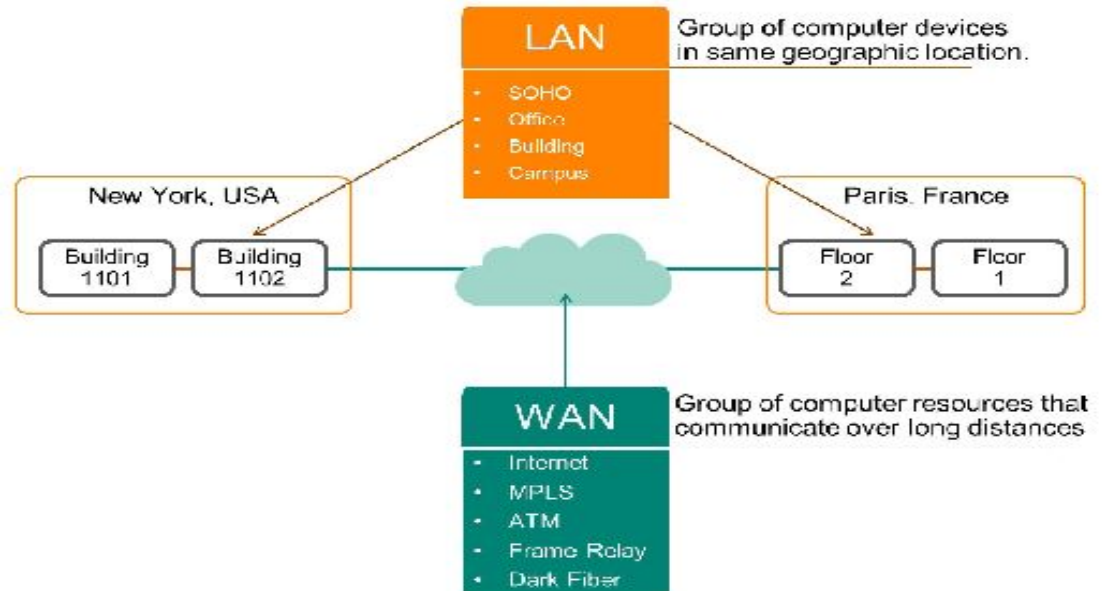 LAN
Group of computer devices
in same geographic location.
• SOHO
• Office
• Building
• Campus
New York, USA
Building
1101
Building
1102
Paris, France
Floor
2
Floor
1
WAN
Group of computer resources that
communicate over long distances
• Internet
• MPLS
• ATM
• Frame Relay
• Dark Fiber